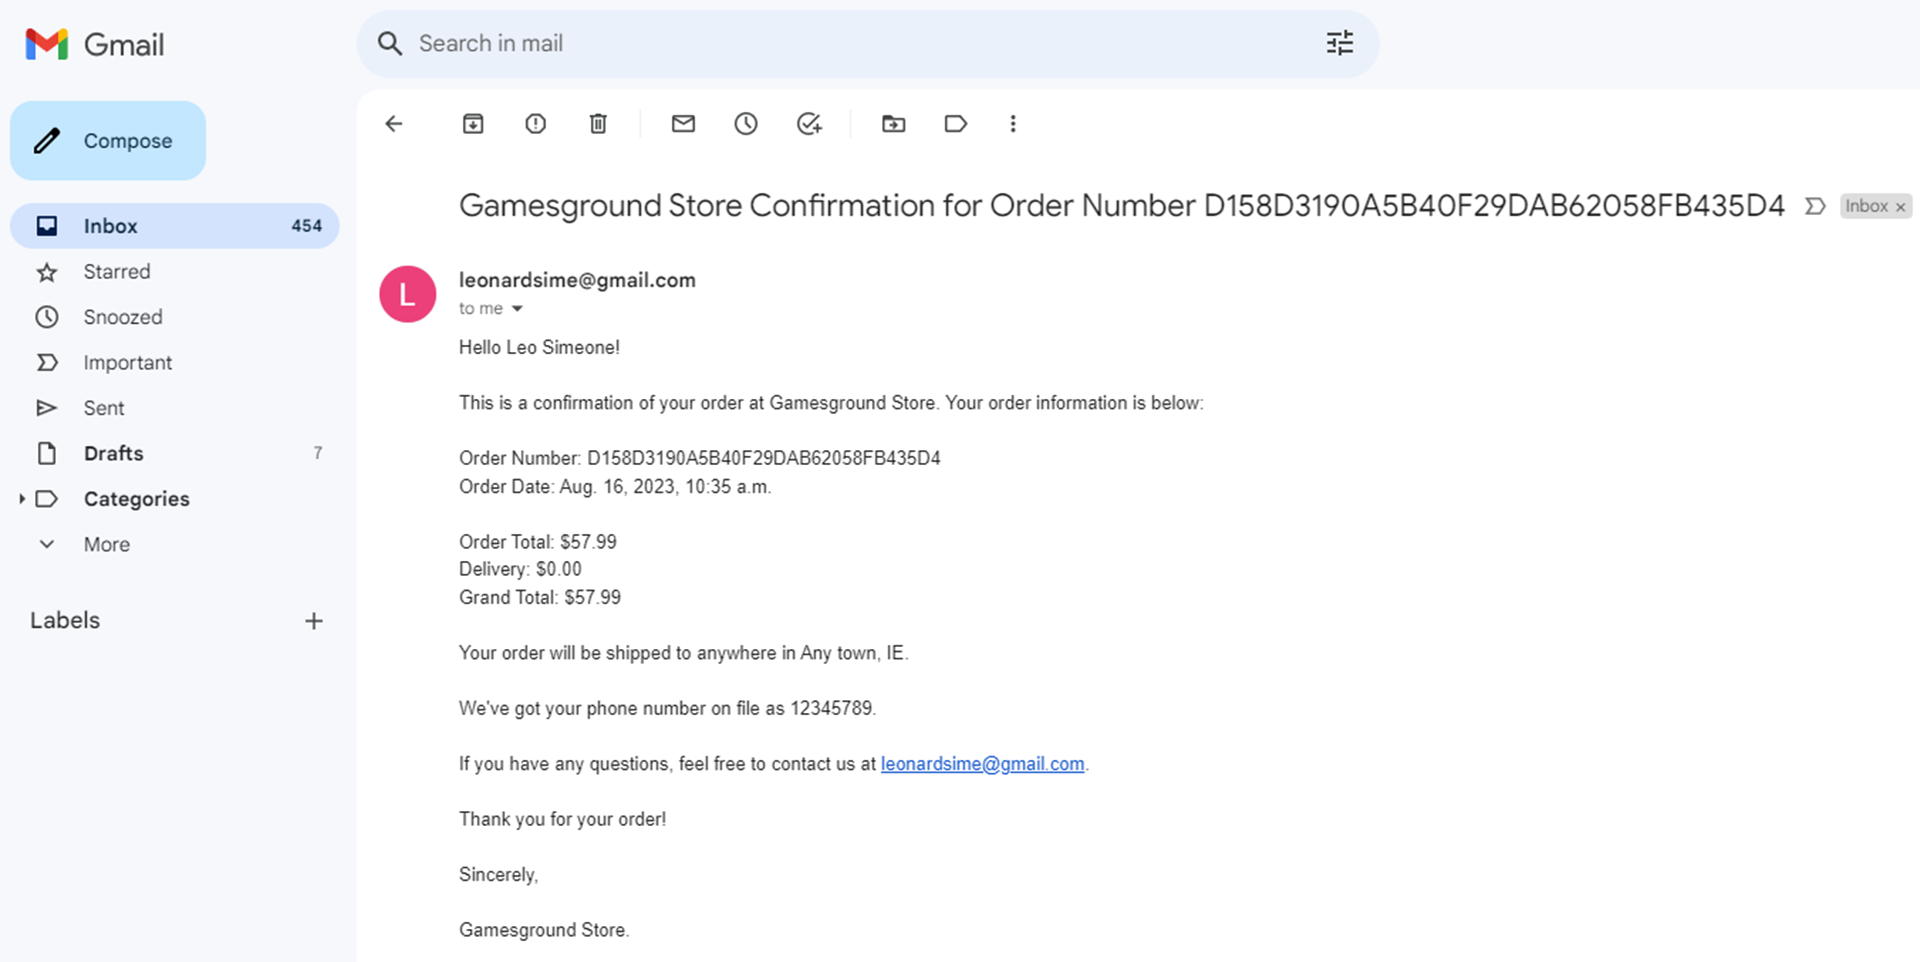 Gmail
Search in mail
Compose
Inbox 454
Starred
Snoozed
Important
Sent
Drafts 7
Categories
More
Labels
Gamesground Store Confirmation for Order Number D158D3190A5B40F29DAB62058FB435D4 Inbox ×
L
leonardsime@gmail.com
to me
Hello Leo Simeone!
This is a confirmation of your order at Gamesground Store. Your order information is below:
Order Number: D158D3190A5B40F29DAB62058FB435D4
Order Date: Aug. 16, 2023, 10:35 a.m.
Order Total: $57.99
Delivery: $0.00
Grand Total: $57.99
Your order will be shipped to anywhere in Any town, IE.
We've got your phone number on file as 12345789.
If you have any questions, feel free to contact us at leonardsime@gmail.com.
Thank you for your order!
Sincerely,
Gamesground Store.